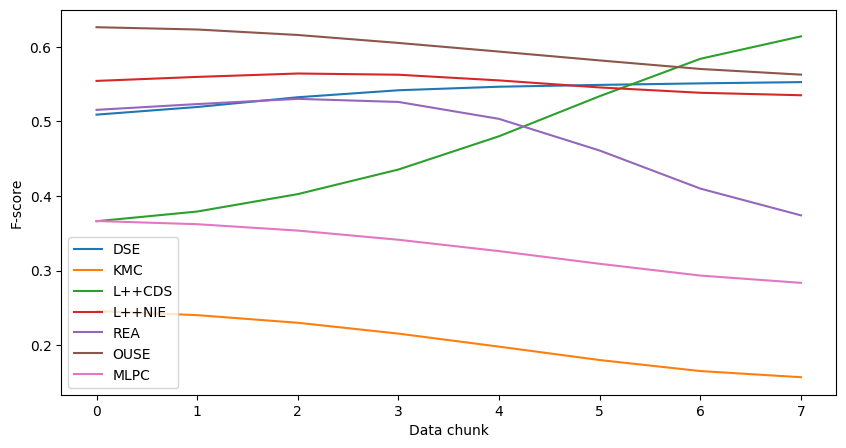 F-score
0.6
0.5
0.4
0.3
0.2
DSE
KMC
L++CDS
L++NIE
REA
OUSE
MLPC
0 1 2 3 4 5 6 7
Data chunk